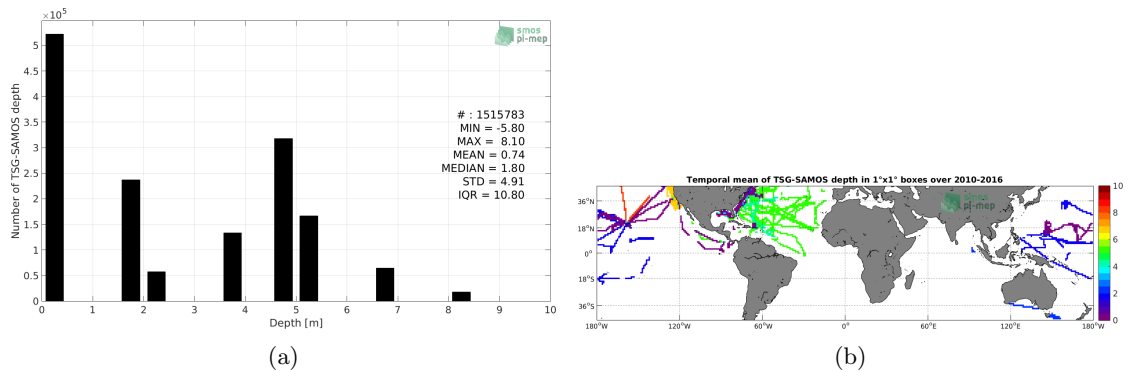 ×10⁵
5
4.5
4
3.5
3
2.5
2
1.5
1
0.5
0
Number of TSG-SAMOS depth
smos
pi-mep
# : 1515783
MIN = -5.80
MAX = 8.10
MEAN = 0.74
MEDIAN = 1.80
STD = 4.91
IQR = 10.80
0 1 2 3 4 5 6 7 8 9 10
Depth [m]
(a)
Temporal mean of TSG-SAMOS depth in 1°x1° boxes over 2010-2016
smos
pi-mep
36°N
18°N
0°
18°S
36°S
180°W 120°W 60°W 0° 60°E 120°E 180°W
10
8
6
4
2
0
(b)